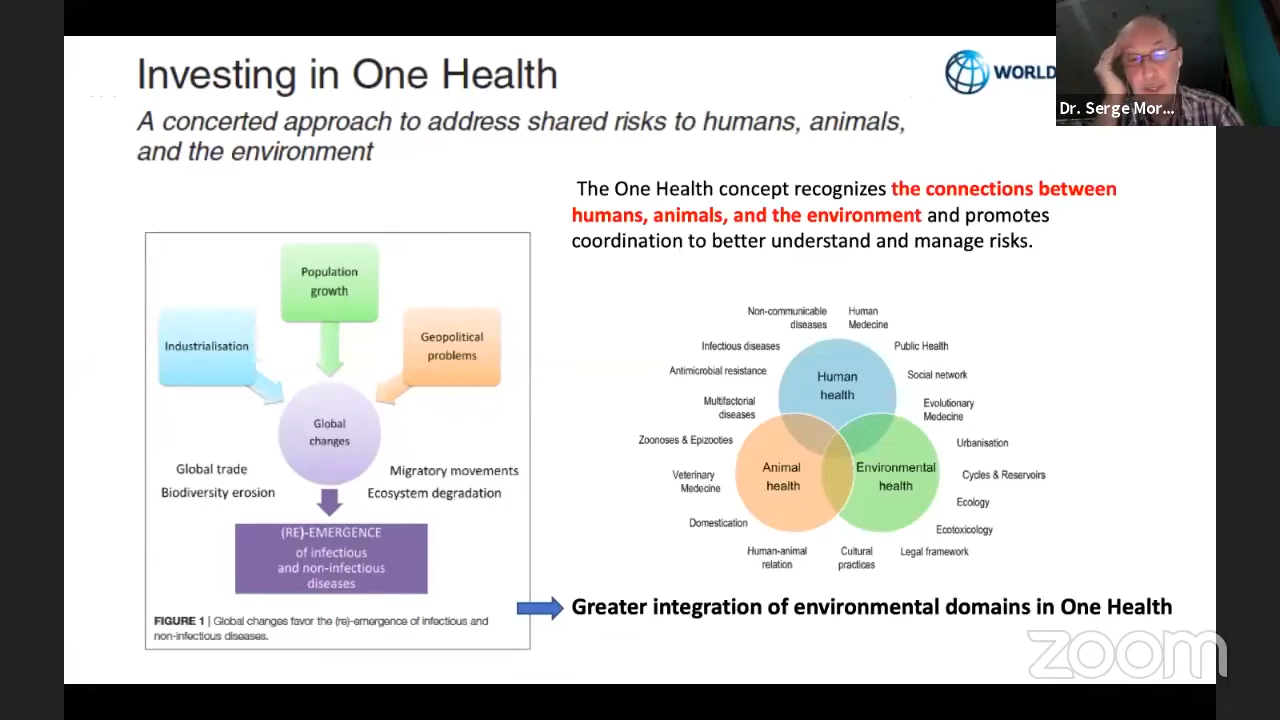 Investing in One Health
A concerted approach to address shared risks to humans, animals,
and the environment
WORLD
Dr. Serge Mor...
The One Health concept recognizes the connections between
humans, animals, and the environment and promotes
coordination to better understand and manage risks.
Population
growth
Industrialisation
Geopolitical
problems
Global
changes
Global trade
Biodiversity erosion
Migratory movements
Ecosystem degradation
(RE)-EMERGENCE
of infectious
and non-infectious
diseases
FIGURE 1 | Global changes favor the (re)-emergence of infectious and
non-infectious diseases.
Non-communicable
diseases
Human
Medecine
Infectious diseases
Public Health
Antimicrobial resistance
Social network
Multifactorial
diseases
Evolutionary
Medecine
Zoonoses & Epizooties
Urbanisation
Veterinary
Medecine
Cycles & Reservoirs
Ecology
Domestication
Ecotoxicology
Human-animal
relation
Cultural
practices
Legal framework
Human
health
Animal
health
Environmental
health
Greater integration of environmental domains in One Health
zoom